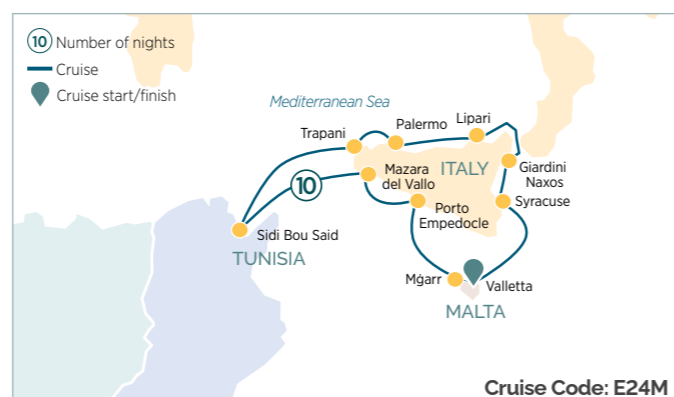 10 Number of nights
Cruise
Cruise start/finish
Mediterranean Sea
Lipari
Palermo
Trapani
ITALY
Giardini
Naxos
Mazara
del Vallo
10
Syracuse
Porto
Empedocle
Sidi Bou Said
TUNISIA
Mġarr
Valletta
MALTA
Cruise Code: E24M